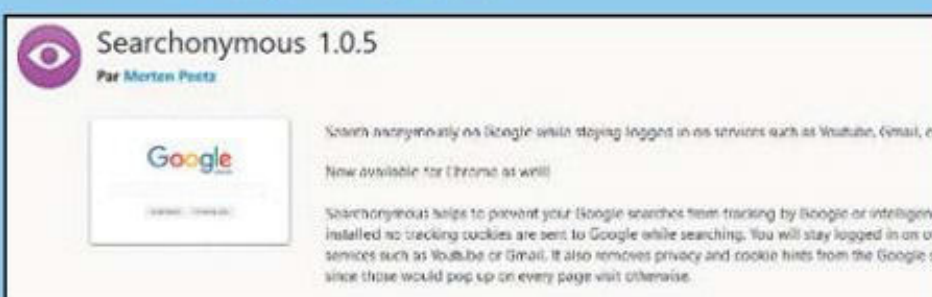 Searchonymous 1.0.5
Par Morten Peetz
Google
Search anonymously on Google while staying logged in on services such as Youtube, Gmail, e
Now available for Chrome as well!
Searchonymous helps to prevent your Google searches from tracking by Google or intelligen
installed no tracking cookies are sent to Google while searching. You will stay logged in on o
services such as Youtube or Gmail. It also removes privacy and cookie hints from the Google s
since those would pop up on every page visit otherwise.